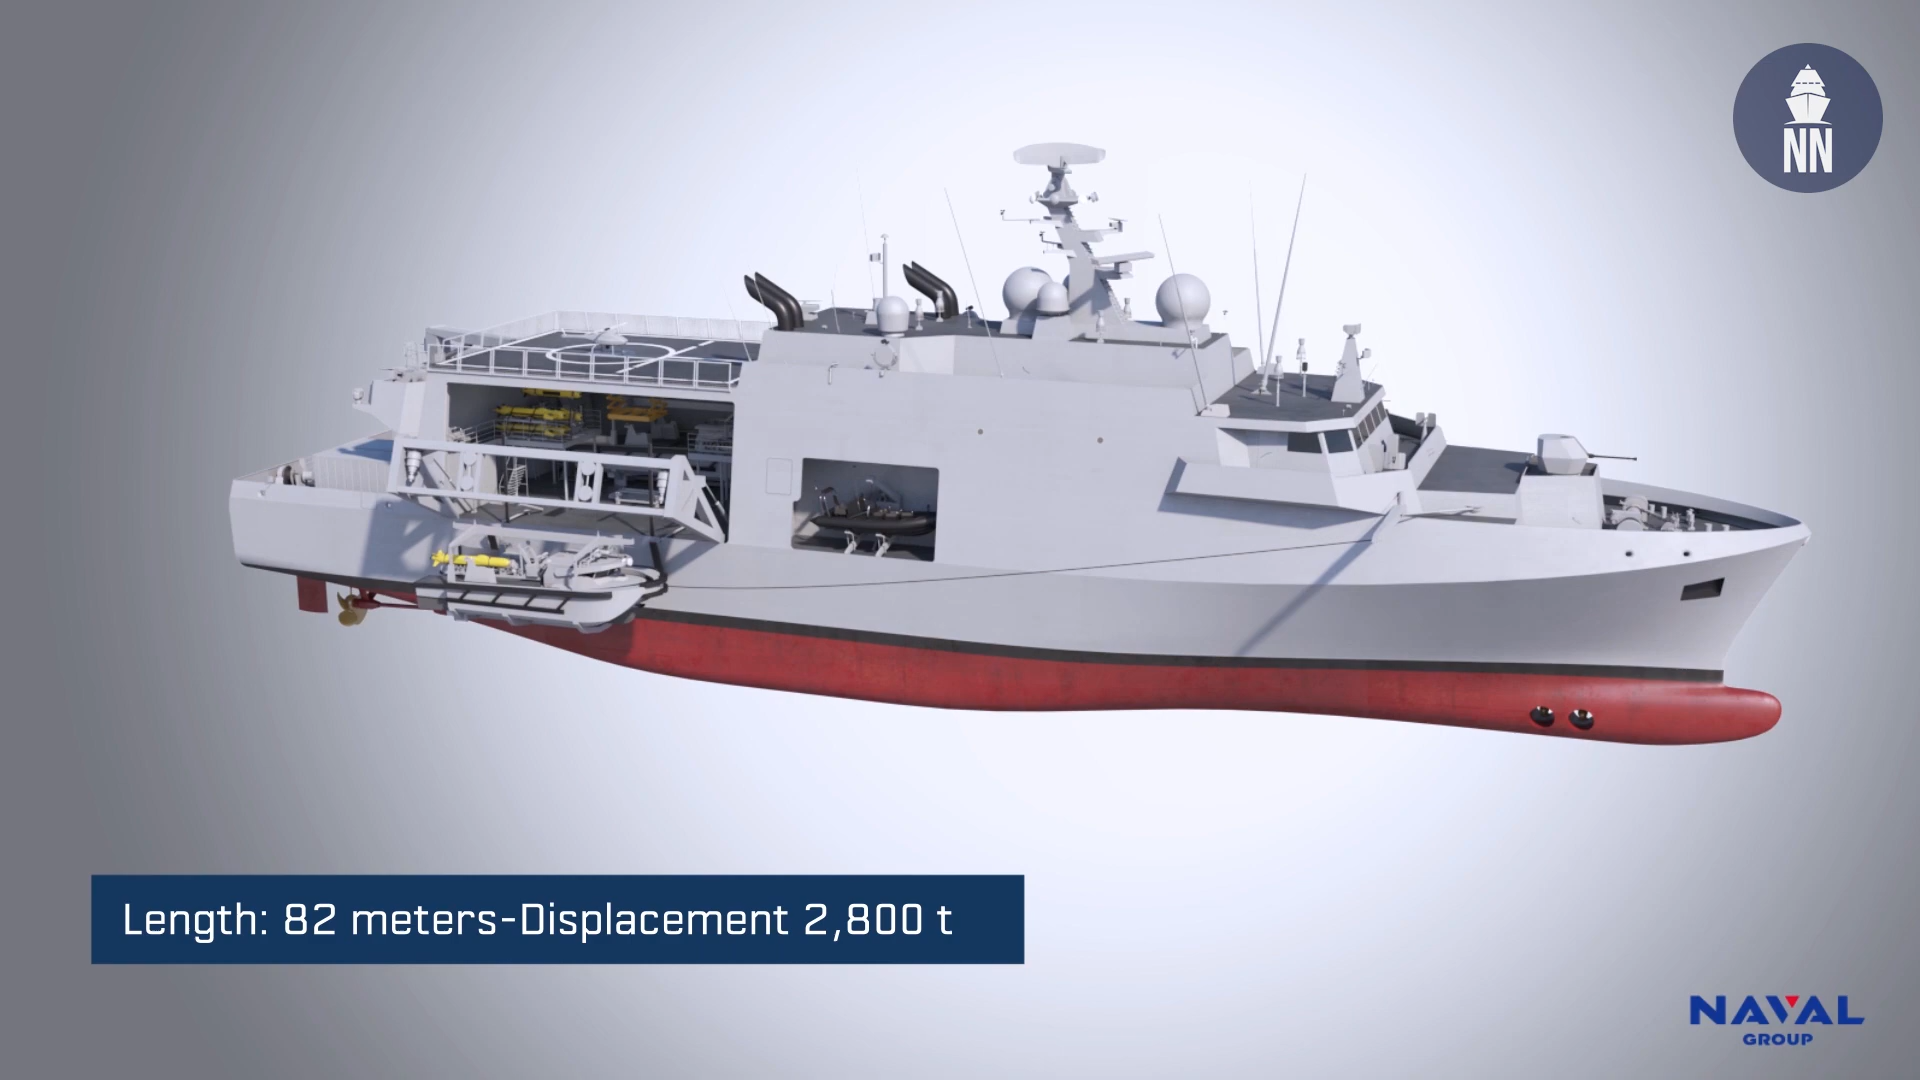 NN
Length: 82 meters-Displacement 2,800 t
NAVAL
GROUP